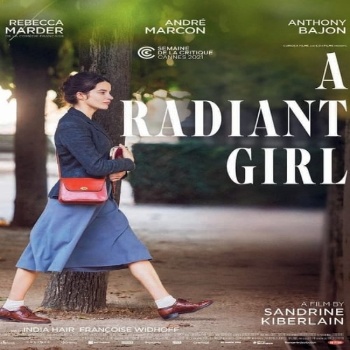 REBECCA MARDER
ANDRÉ MARCON
ANTHONY BAJON
SEMAINE
DE LA CRITIQUE
CANNES 2021
A
RADIANT
GIRL
A FILM BY
SANDRINE
KIBERLAIN
INDIA HAIR FRANÇOISE WIDHOFF